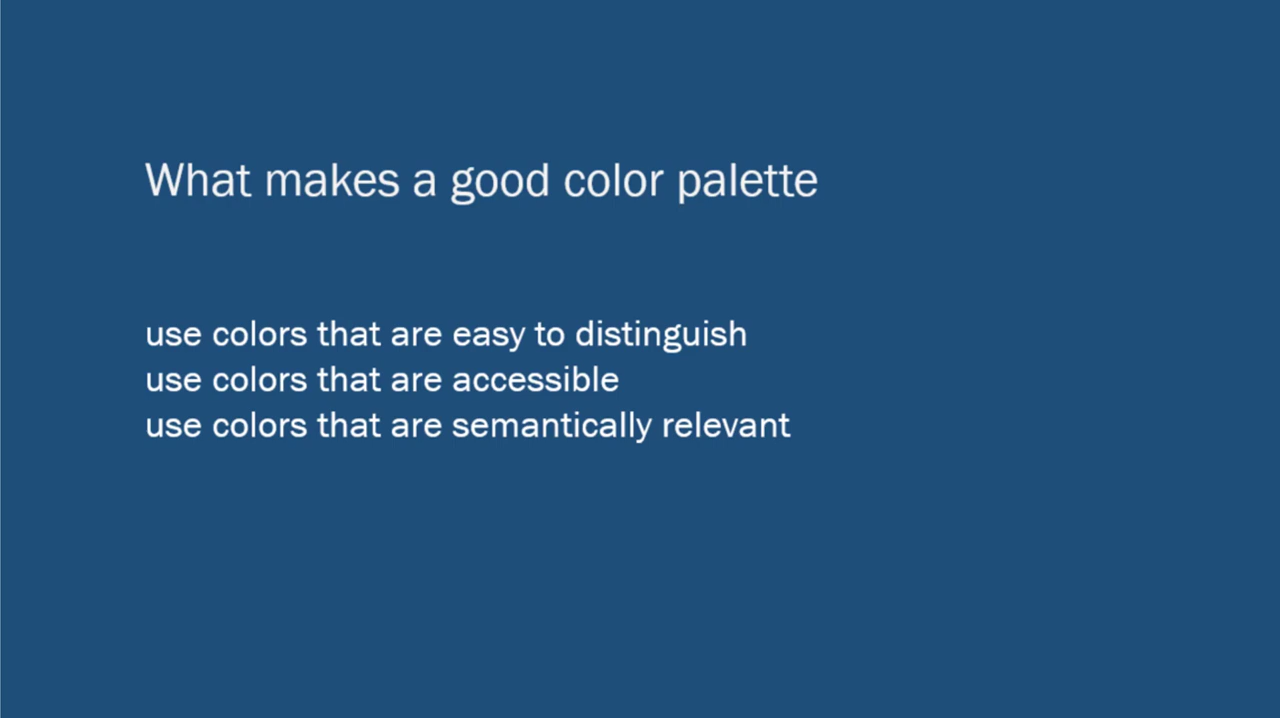 What makes a good color palette
use colors that are easy to distinguish
use colors that are accessible
use colors that are semantically relevant